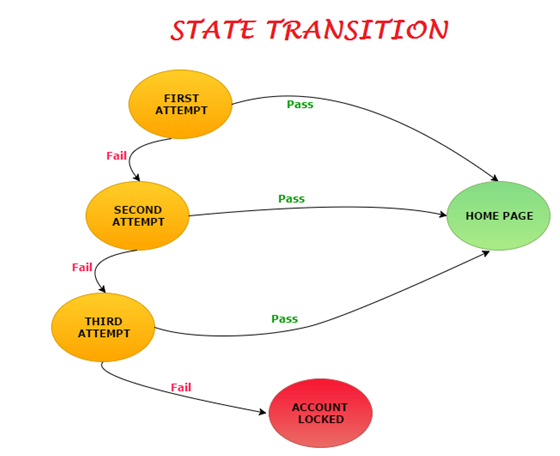 STATE TRANSITION
FIRST
ATTEMPT
Pass
Fail
SECOND
ATTEMPT
Pass
HOME PAGE
Fail
THIRD
ATTEMPT
Pass
Fail
ACCOUNT
LOCKED